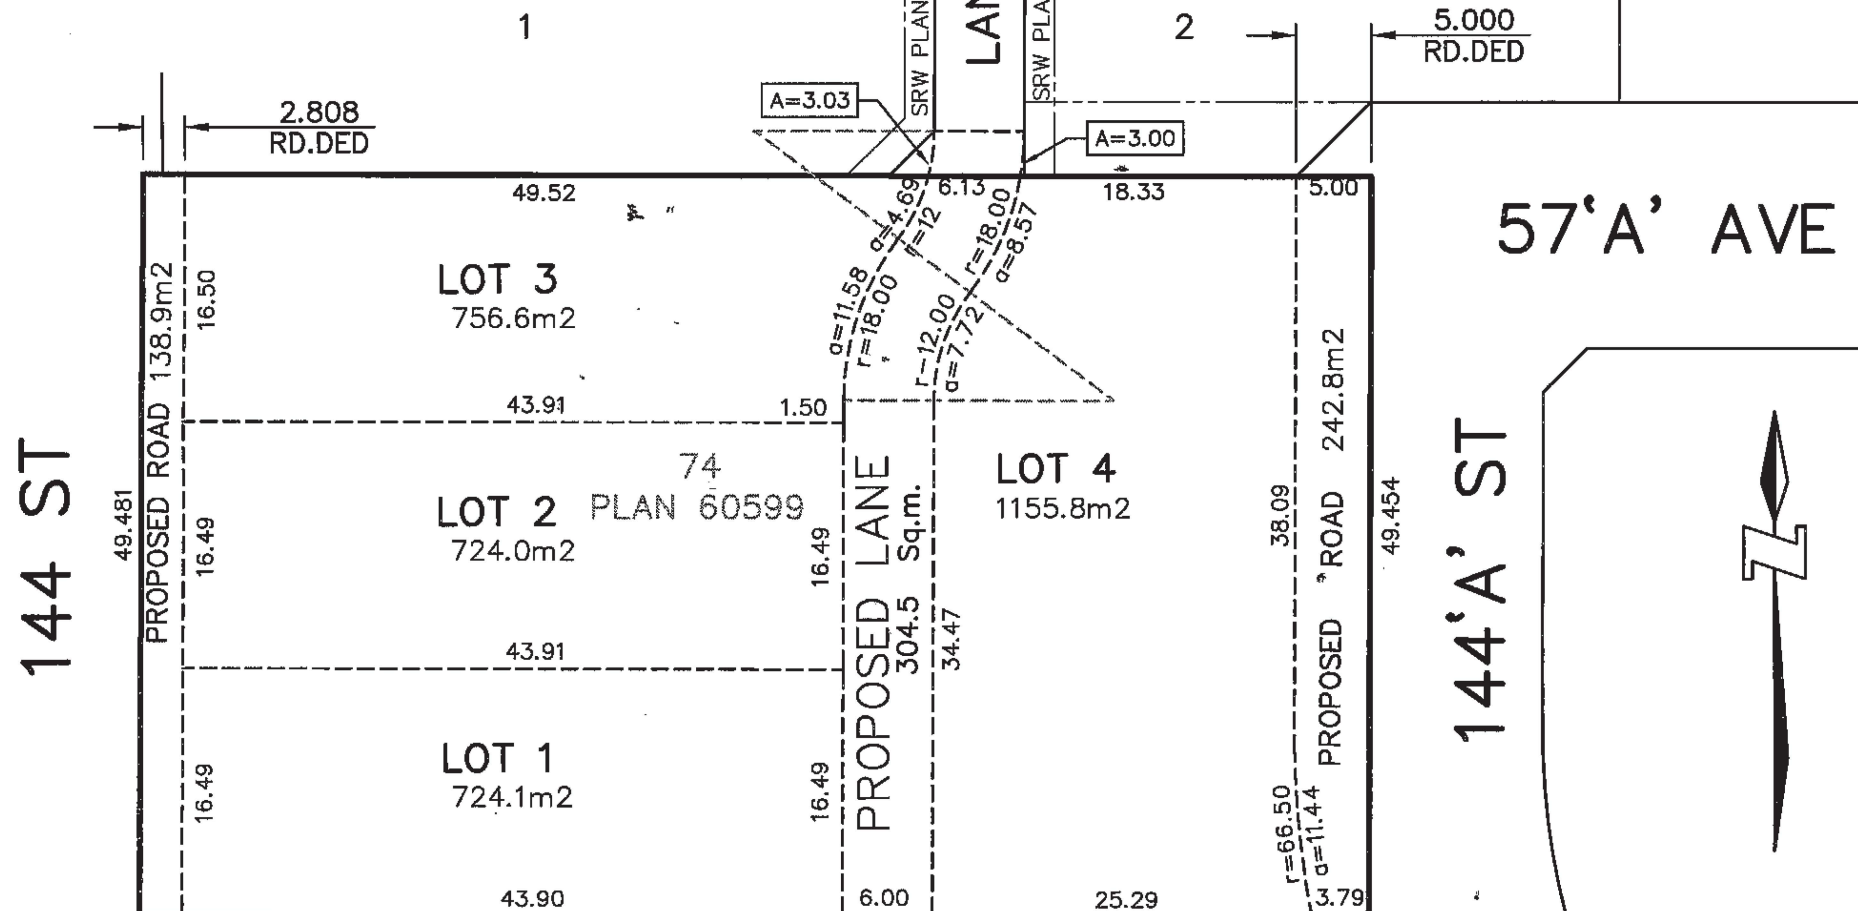 1
SRW PLAN
LAN
SRW PLA
2
5.000
RD.DED
2.808
RD.DED
A=3.03
A=3.00
49.52
6.13
18.33
5.00
57'A' AVE
a=4.69
r=12
r=18.00
a=8.57
LOT 3
756.6m2
16.50
a=11.58
r=18.00
r=12.00
a=7.72
43.91
1.50
144 ST
49.481
PROPOSED ROAD 138.9m2
74
PLAN 60599
LOT 2
724.0m2
16.49
16.49
PROPOSED LANE
304.5 Sq.m.
34.47
LOT 4
1155.8m2
38.09
PROPOSED ROAD 242.8m2
49.454
144'A' ST
43.91
LOT 1
724.1m2
16.49
16.49
r=66.50
a=11.44
43.90
6.00
25.29
3.79